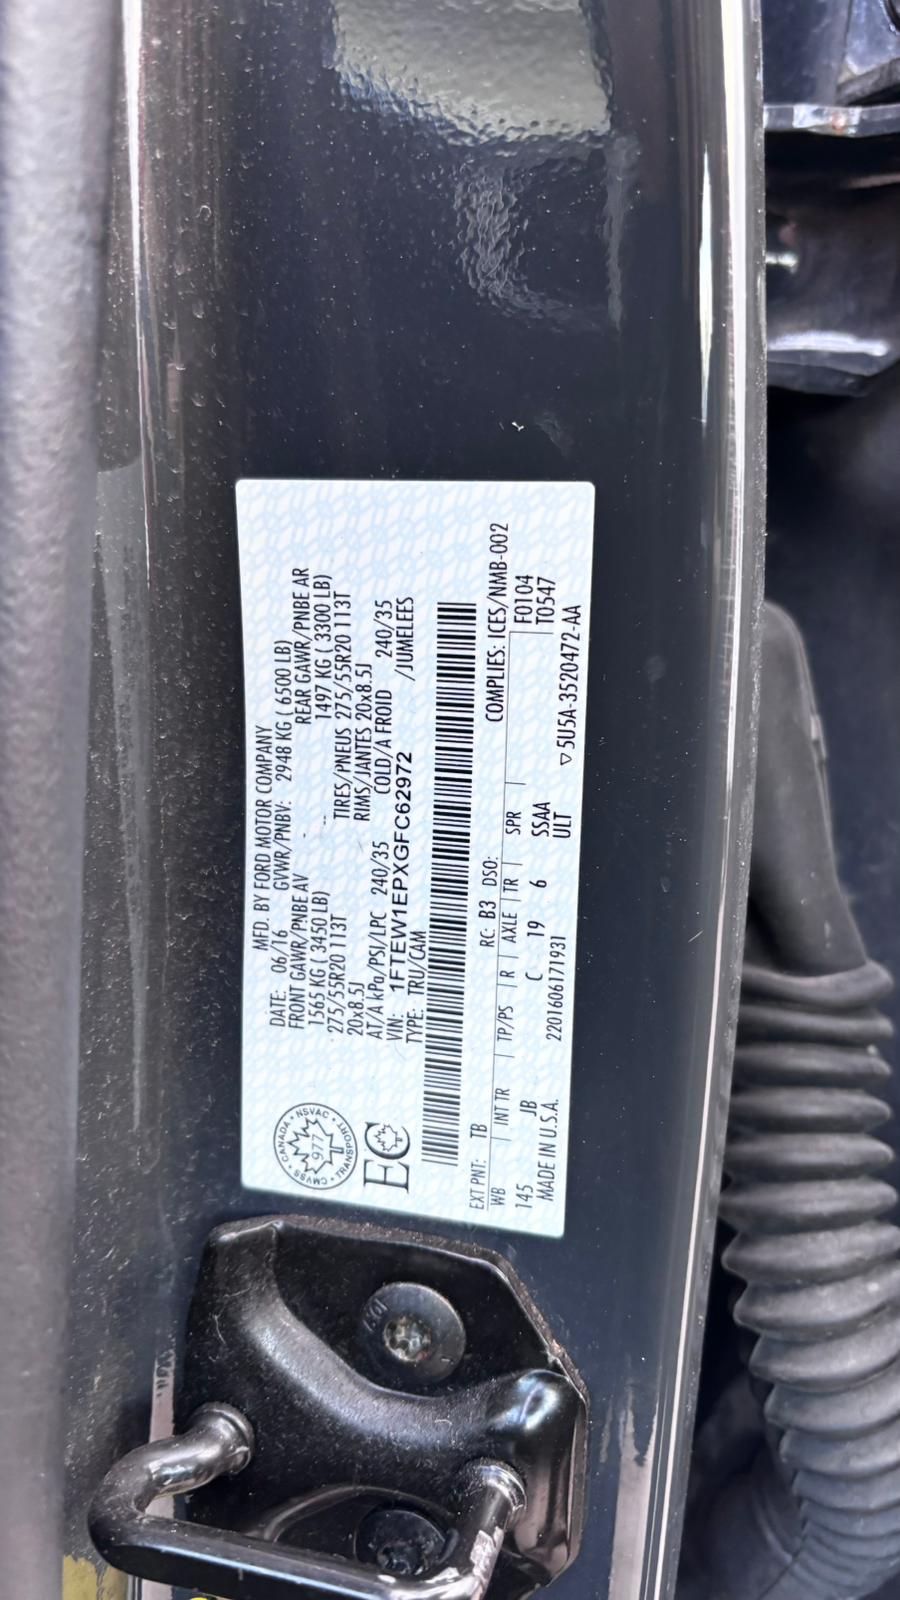 MFD. BY FORD MOTOR COMPANY
DATE: 06/16 GVWR/PNBV: 2948 KG ( 6500 LB)
FRONT GAWR/PNBE AV - REAR GAWR/PNBE AR
1565 KG ( 3450 LB) -- 1497 KG ( 3300 LB)
275/55R20 113T TIRES/PNEUS 275/55R20 113T
20x8.5J RIMS/JANTES 20x8.5J
AT/A kPa/PSI/LPC 240/35 COLD/A FROID 240/35
VIN: 1FTEW1EPXGFC62972 /JUMELEES
TYPE: TRU/CAM
CANADA • NSVAC • TRANSPORT • CMVSS •
977
EC
EXT PNT: TB RC: B3 DSO: COMPLIES: ICES/NMB-002
WB INT TR TP/PS R AXLE TR SPR F0104
145 JB C 19 6 SSAA T0547
MADE IN U.S.A. 2201606171931 ULT ▽5U5A-3520472-AA